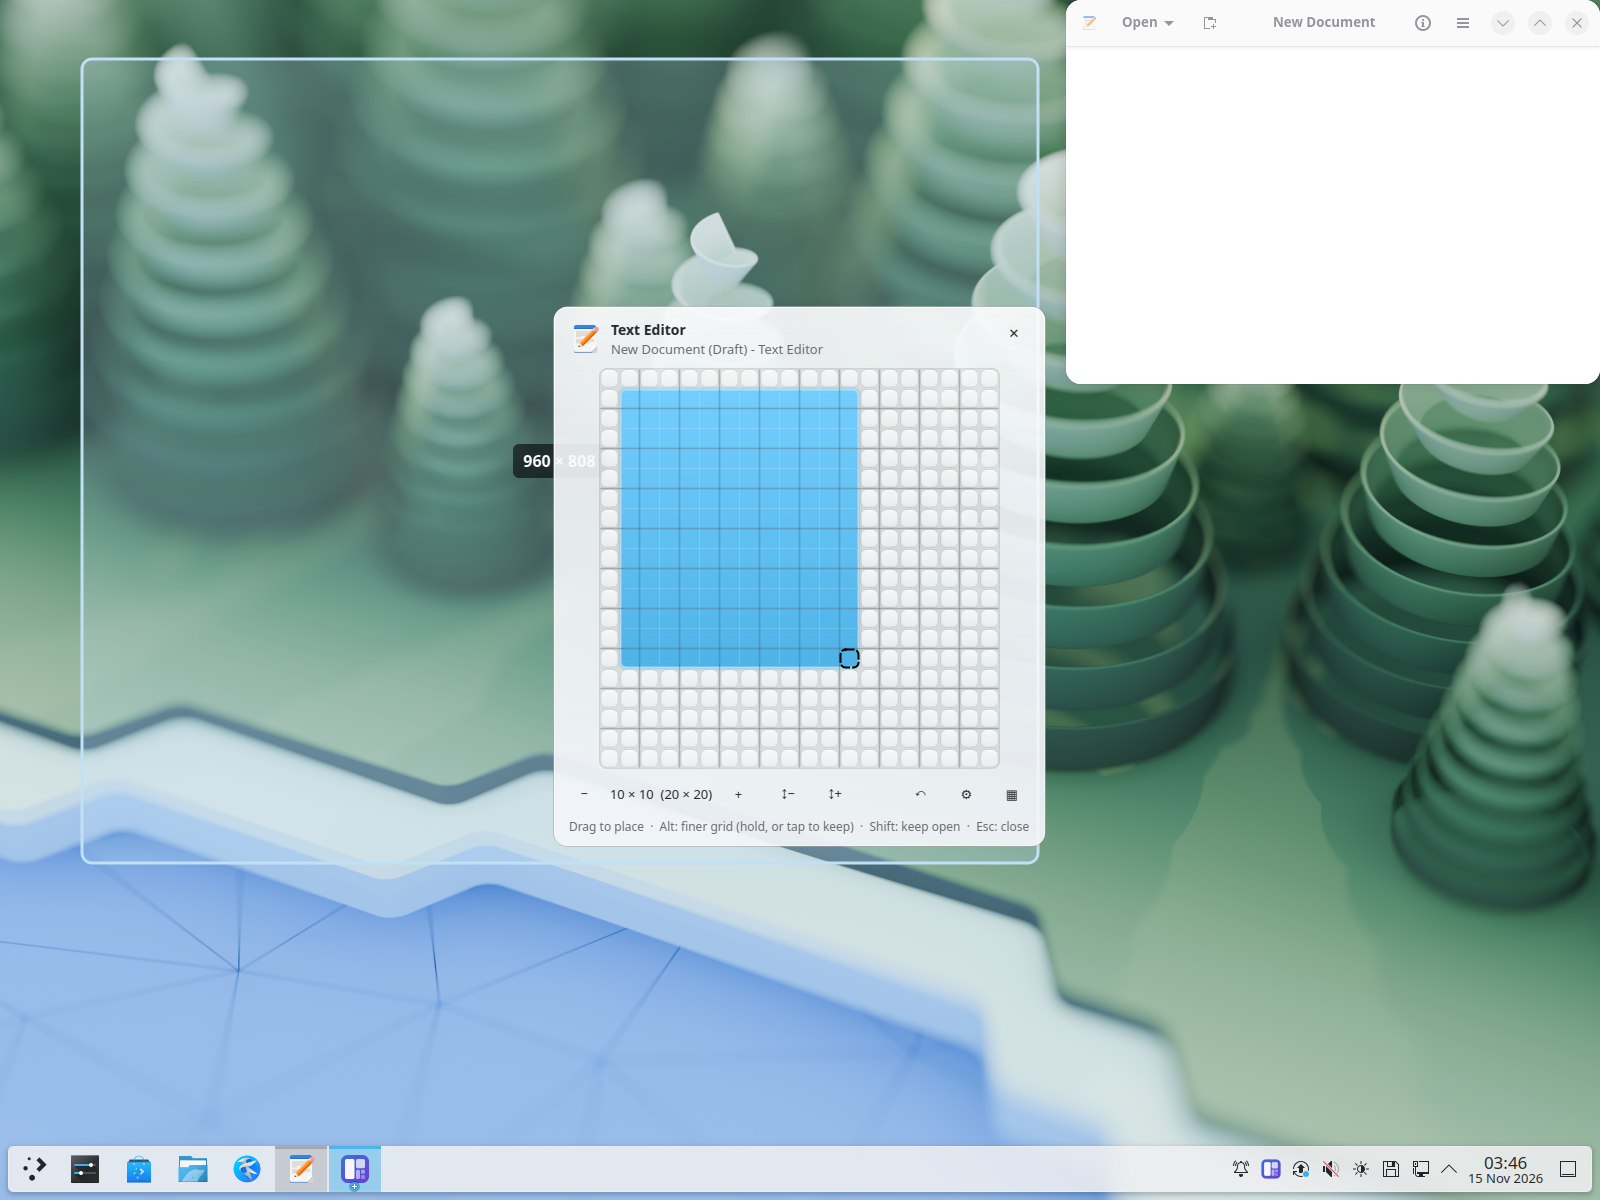 Open
New Document
Text Editor
New Document (Draft) - Text Editor
960 × 808
− 10 × 10 (20 × 20) + ↕− ↕+
Drag to place · Alt: finer grid (hold, or tap to keep) · Shift: keep open · Esc: close
03:46
15 Nov 2026